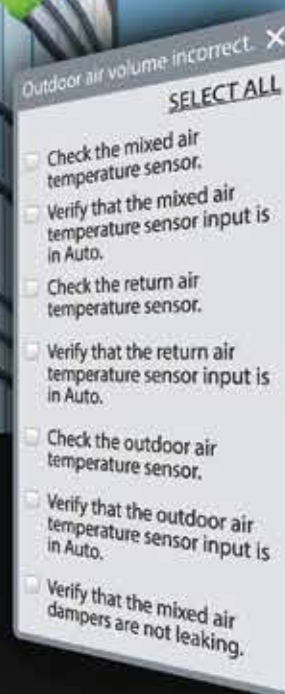 Outdoor air volume incorrect. X
SELECT ALL
Check the mixed air
temperature sensor.
Verify that the mixed air
temperature sensor input is
in Auto.
Check the return air
temperature sensor.
Verify that the return air
temperature sensor input is
in Auto.
Check the outdoor air
temperature sensor.
Verify that the outdoor air
temperature sensor input is
in Auto.
Verify that the mixed air
dampers are not leaking.